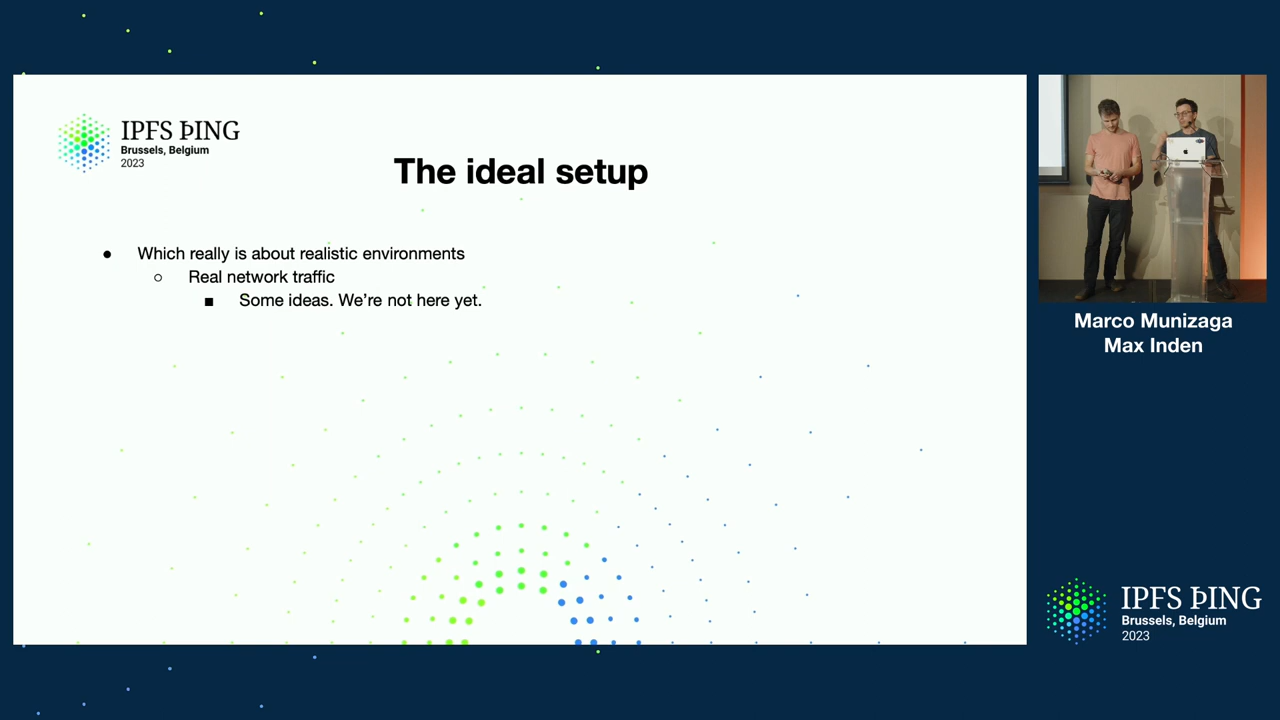 IPFS ÞING
Brussels, Belgium
2023
The ideal setup
● Which really is about realistic environments
○ Real network traffic
■ Some ideas. We’re not here yet.
Marco Munizaga
Max Inden
IPFS ÞING
Brussels, Belgium
2023